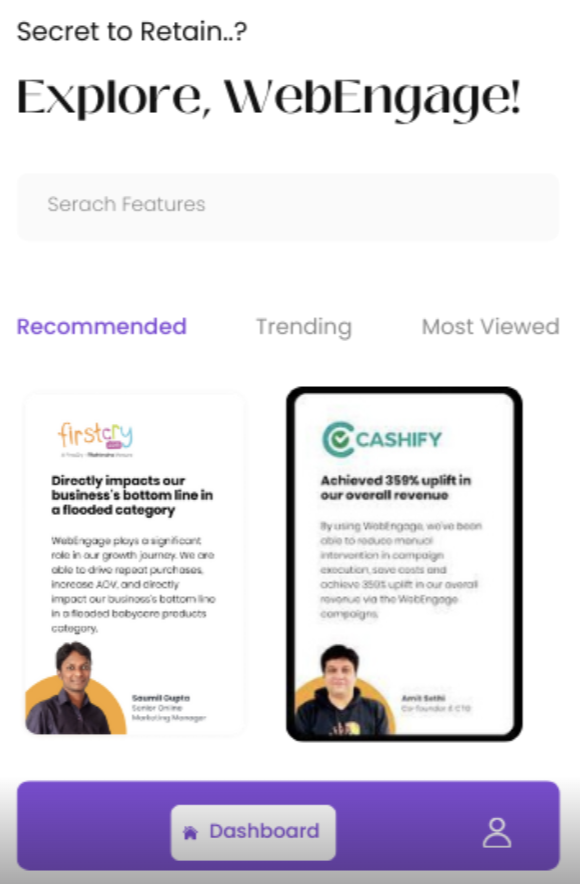 Secret to Retain..?
Explore, WebEngage!
Serach Features
Recommended Trending Most Viewed
firstcry
Directly impacts our
business's bottom line in
a flooded category
WebEngage plays a significant
role in our growth journey. We are
able to drive repeat purchases,
increase AOV, and directly
impact our business's bottom line
in a flooded babycare products
category.
Saumil Gupta
Senior Online
Marketing Manager
CASHIFY
Achieved 359% uplift in
our overall revenue
By using WebEngage, we've been
able to reduce manual
intervention in campaign
execution, save costs and
achieve 359% uplift in our overall
revenue via the WebEngage
campaigns.
Amit Sethi
Co-founder & CTO
Dashboard